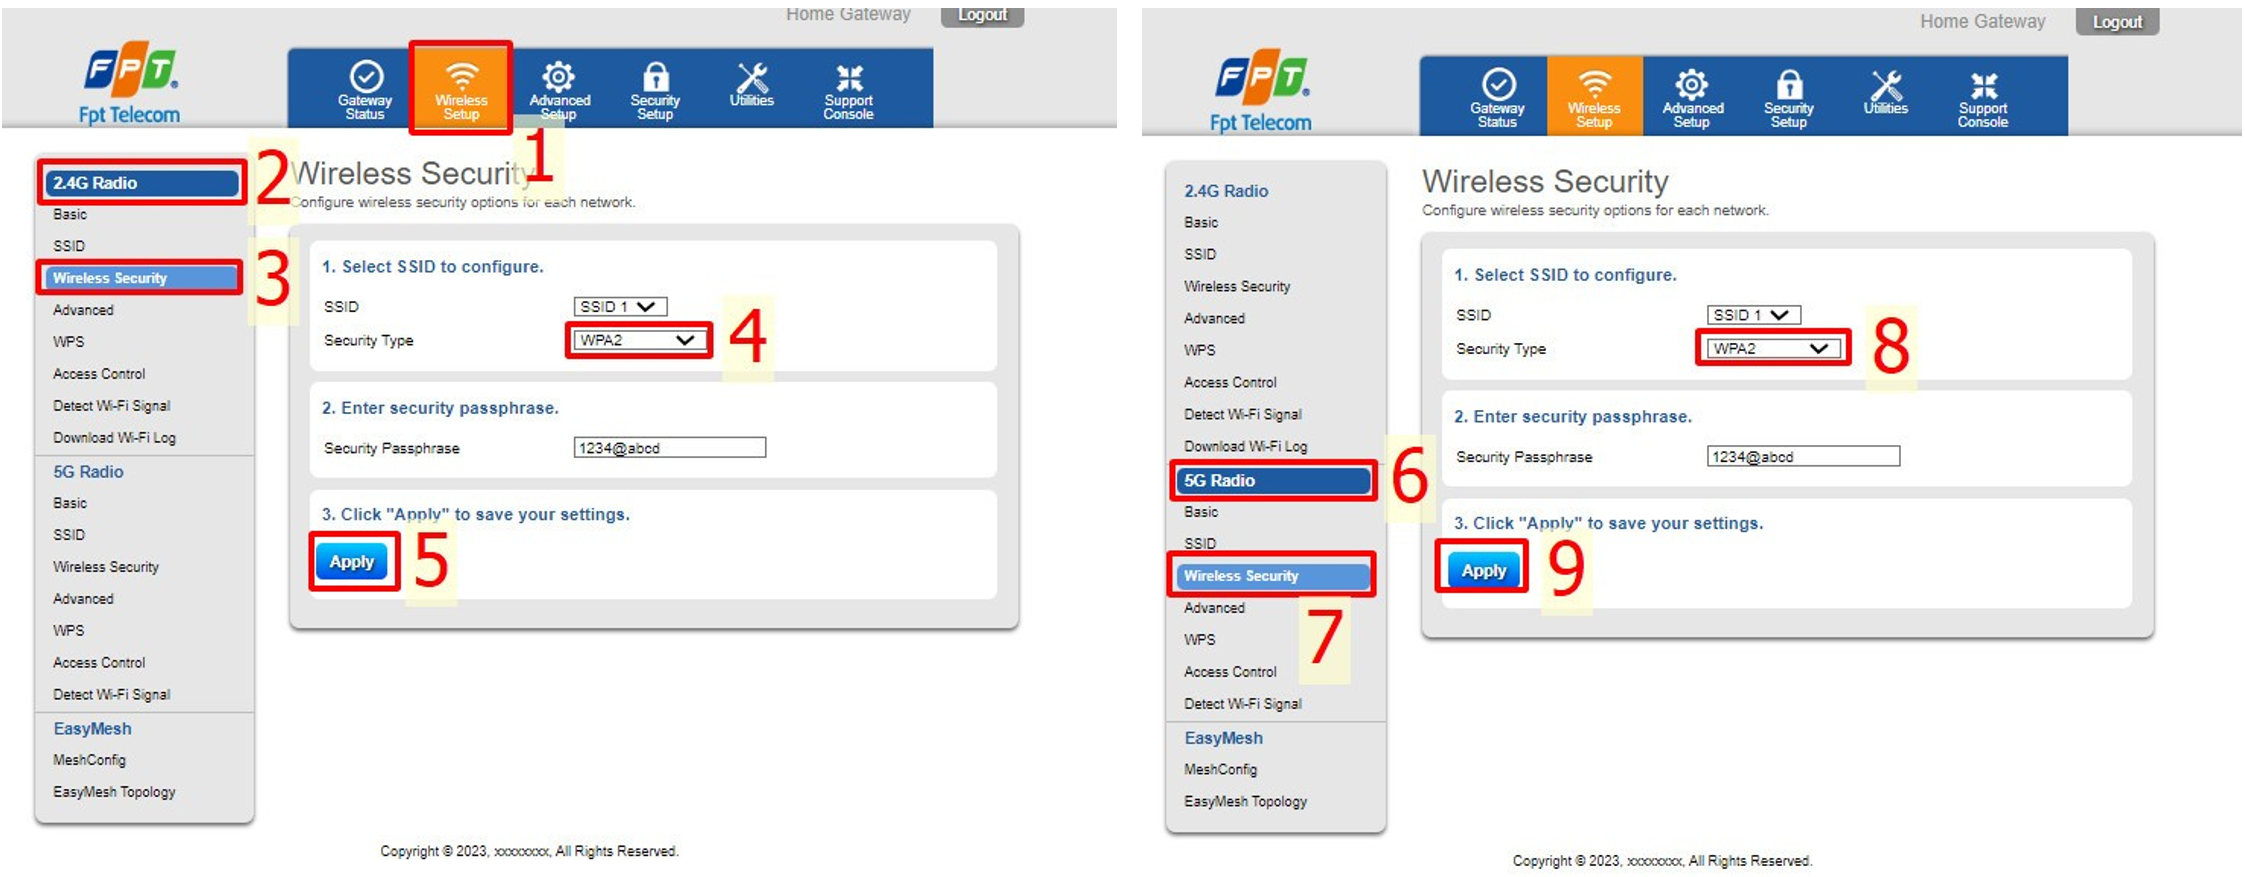 Home Gateway
Logout
FPT
Fpt Telecom
Gateway Status
Wireless Setup
Advanced Setup
Security Setup
Utilities
Support Console
1
2
2.4G Radio
Basic
SSID
3
Wireless Security
Advanced
WPS
Access Control
Detect Wi-Fi Signal
Download Wi-Fi Log
5G Radio
Basic
SSID
Wireless Security
Advanced
WPS
Access Control
Detect Wi-Fi Signal
EasyMesh
MeshConfig
EasyMesh Topology
Wireless Security
Configure wireless security options for each network.
1. Select SSID to configure.
SSID
SSID 1
Security Type
WPA2
4
2. Enter security passphrase.
Security Passphrase
1234@abcd
3. Click "Apply" to save your settings.
Apply
5
Copyright © 2023, xxxxxxxx, All Rights Reserved.
Home Gateway
Logout
FPT
Fpt Telecom
Gateway Status
Wireless Setup
Advanced Setup
Security Setup
Utilities
Support Console
2.4G Radio
Basic
SSID
Wireless Security
Advanced
WPS
Access Control
Detect Wi-Fi Signal
Download Wi-Fi Log
5G Radio
6
Basic
SSID
Wireless Security
7
Advanced
WPS
Access Control
Detect Wi-Fi Signal
EasyMesh
MeshConfig
EasyMesh Topology
Wireless Security
Configure wireless security options for each network.
1. Select SSID to configure.
SSID
SSID 1
Security Type
WPA2
8
2. Enter security passphrase.
Security Passphrase
1234@abcd
3. Click "Apply" to save your settings.
Apply
9
Copyright © 2023, xxxxxxxx, All Rights Reserved.